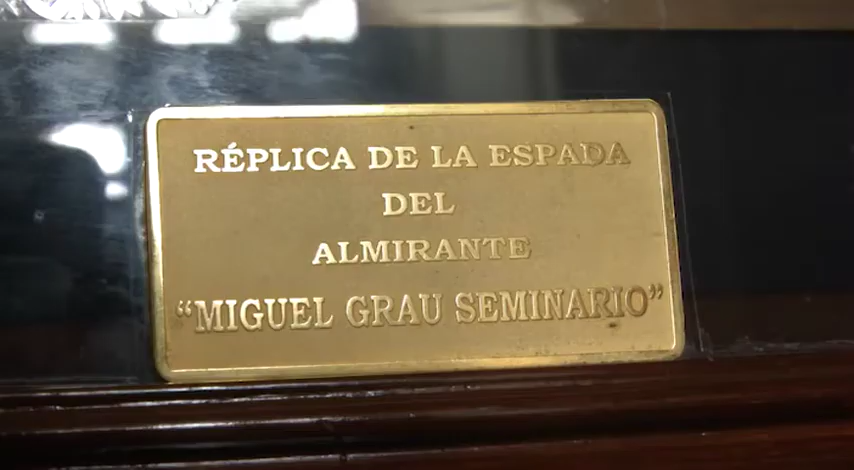 RÉPLICA DE LA ESPADA
DEL
ALMIRANTE
“MIGUEL GRAU SEMINARIO”